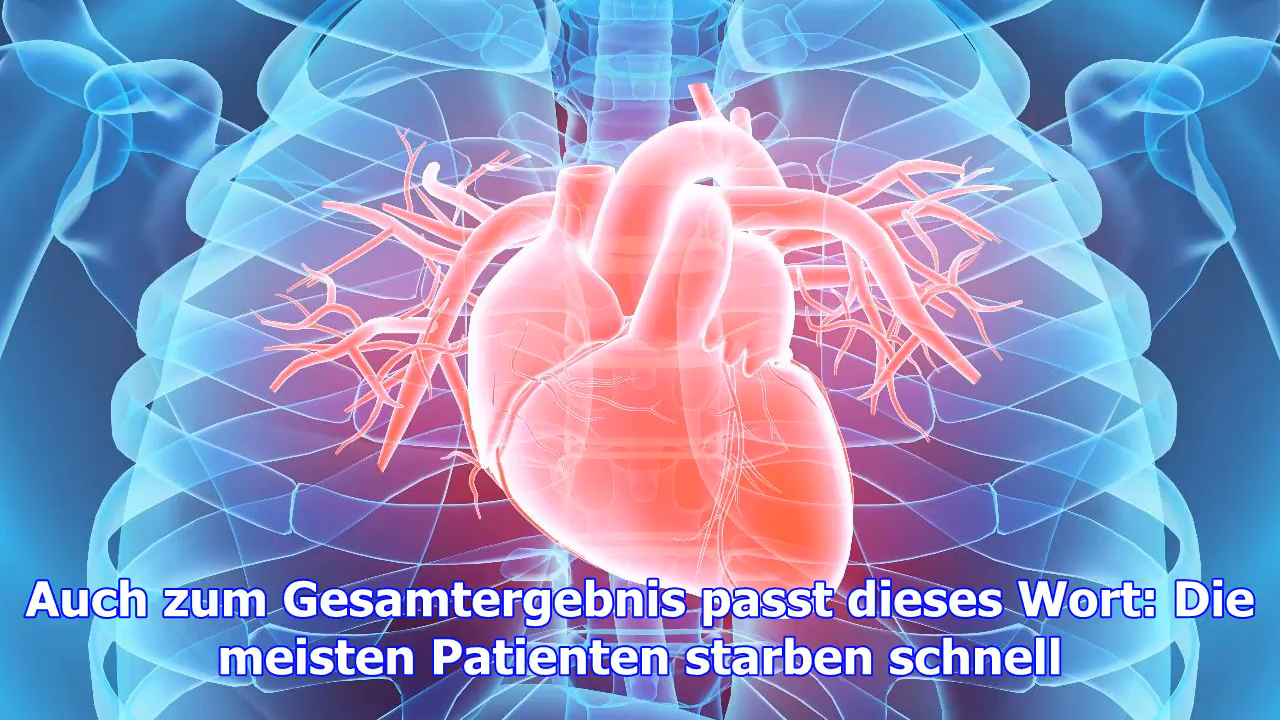 Auch zum Gesamtergebnis passt dieses Wort: Die
meisten Patienten starben schnell